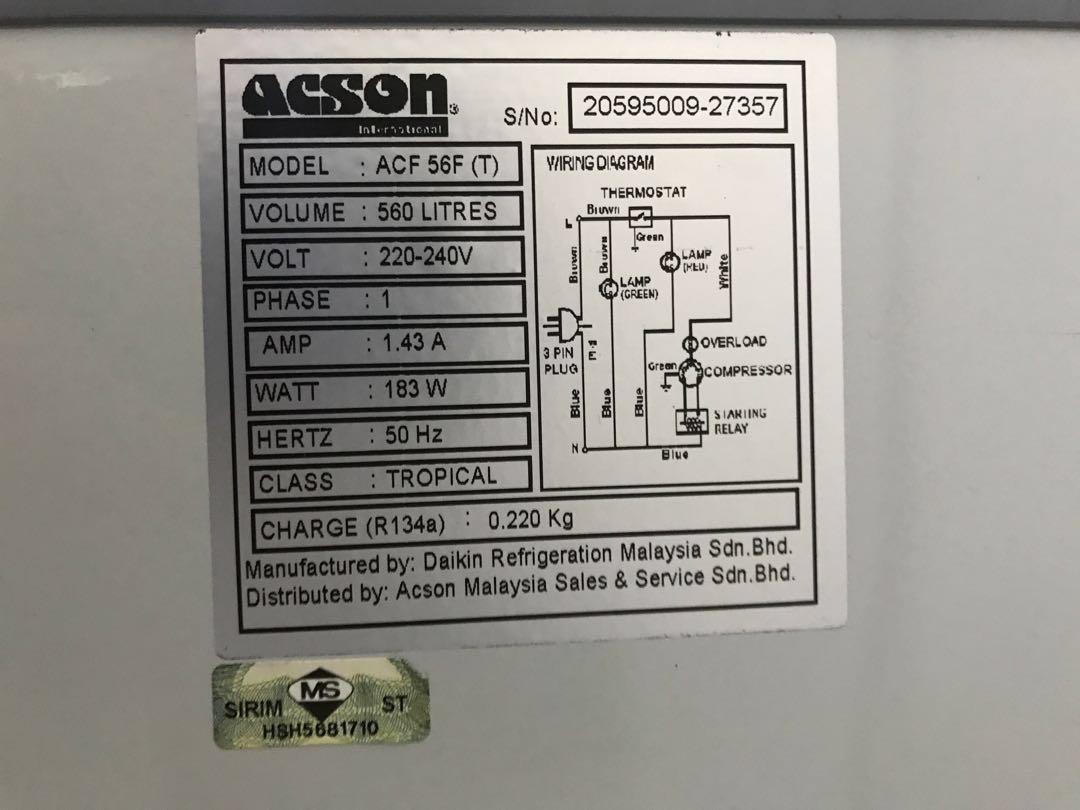 acson®
International
S/No: 20595009-27357
MODEL : ACF 56F (T)
VOLUME : 560 LITRES
VOLT : 220-240V
PHASE : 1
AMP : 1.43 A
WATT : 183 W
HERTZ : 50 Hz
CLASS : TROPICAL
WIRING DIAGRAM
THERMOSTAT
L Brown
Green
Brown
Brown
LAMP
(RED)
White
LAMP
(GREEN)
3 PIN
PLUG
E
OVERLOAD
Green
COMPRESSOR
Blue
Blue
Blue
STARTING
RELAY
N
Blue
CHARGE (R134a) : 0.220 Kg
Manufactured by: Daikin Refrigeration Malaysia Sdn.Bhd.
Distributed by: Acson Malaysia Sales & Service Sdn.Bhd.
SIRIM MS ST
HSH5681710